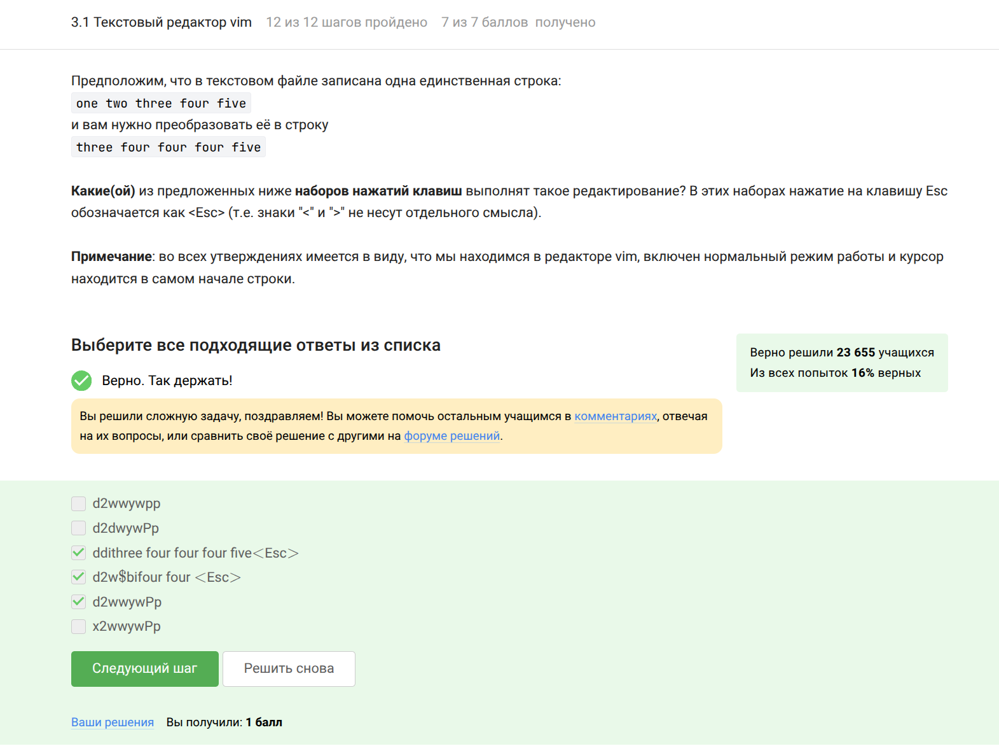 3.1 Текстовый редактор vim 12 из 12 шагов пройдено 7 из 7 баллов получено
Предположим, что в текстовом файле записана одна единственная строка:
one two three four five
и вам нужно преобразовать её в строку
three four four four five
Какие(ой) из предложенных ниже наборов нажатий клавиш выполнят такое редактирование? В этих наборах нажатие на клавишу Esc
обозначается как <Esc> (т.е. знаки "<" и ">" не несут отдельного смысла).
Примечание: во всех утверждениях имеется в виду, что мы находимся в редакторе vim, включен нормальный режим работы и курсор
находится в самом начале строки.
Выберите все подходящие ответы из списка
Верно. Так держать!
Верно решили 23 655 учащихся
Из всех попыток 16% верных
Вы решили сложную задачу, поздравляем! Вы можете помочь остальным учащимся в комментариях, отвечая
на их вопросы, или сравнить своё решение с другими на форуме решений.
d2wwywpp
d2dwywPp
ddithree four four four five<Esc>
d2w$bifour four <Esc>
d2wwywPp
x2wwywPp
Следующий шаг Решить снова
Ваши решения Вы получили: 1 балл